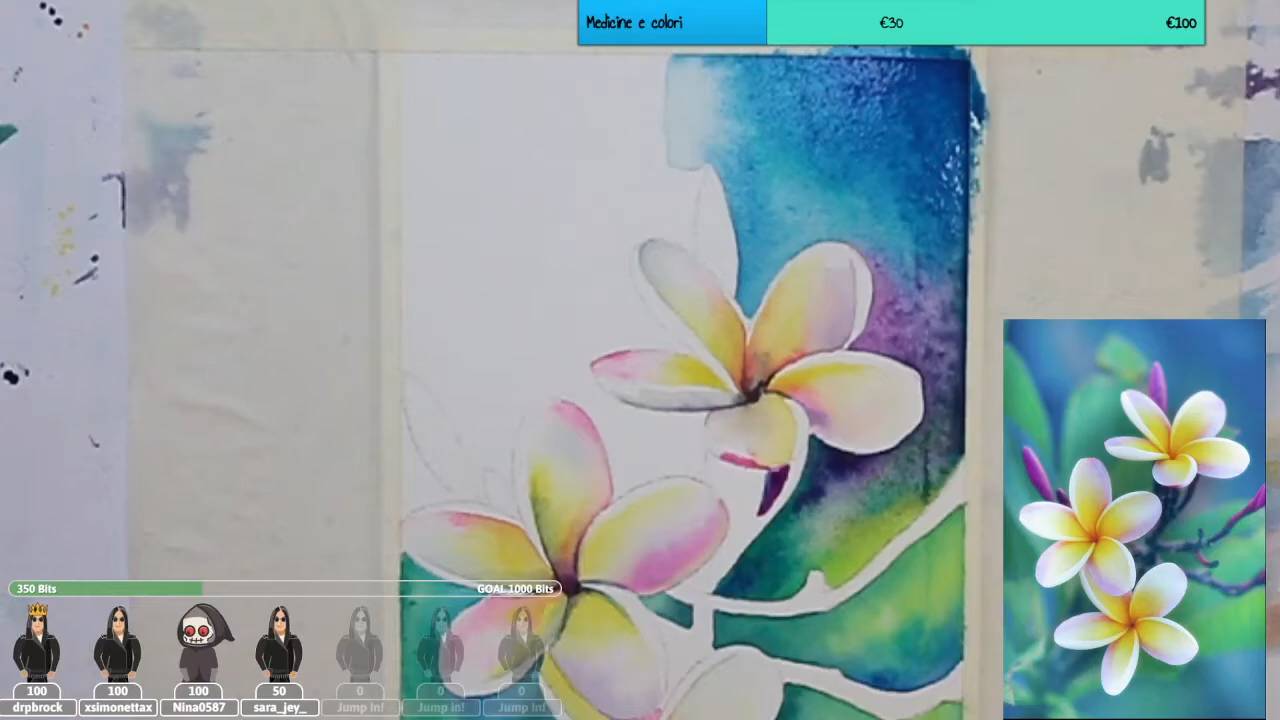 Medicine e colori €30 €100
350 Bits GOAL 1000 Bits
100 100 100 50 0 0 0
drpbrock xsimonettax Nina0587 sara_jey_ Jump in! Jump in! Jump in!